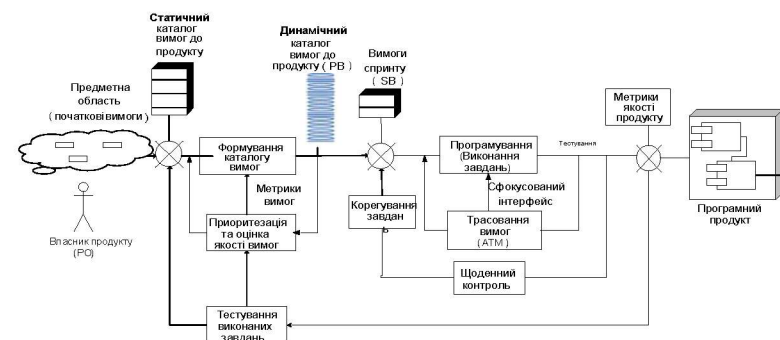 Статичний
каталог
вимог до
продукту
Динамічний
каталог
вимог до
продукту ( PB )
Вимоги
спринту
( SB )
Предметна
область
( початкові вимоги )
Метрики
якості
продукту
Формування
каталогу
вимог
Програмування
(Виконання
завдань)
Тестування
Метрики
вимог
Сфокусований
інтерфейс
Корегування
завдан
ь
Приоритезація
та оцінка
якості вимог
Трасовання
вимог
( ATM )
Програмний
продукт
Власник продукту
(PO)
Щоденний
контроль
Тестування
виконаних
завдань